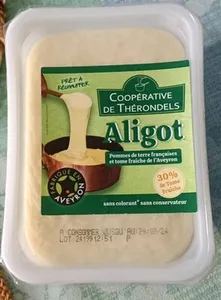 PRÊT À
RÉCHAUFFER
COOPÉRATIVE
DE THÉRONDELS
Aligot
Pommes de terre françaises
et tome fraîche de l'Aveyron
30%
de Tome
Fraîche
FABRIQUÉ EN
AVEYRON
sans colorant* sans conservateur
A CONSOMMER JUSQU AU
LOT P